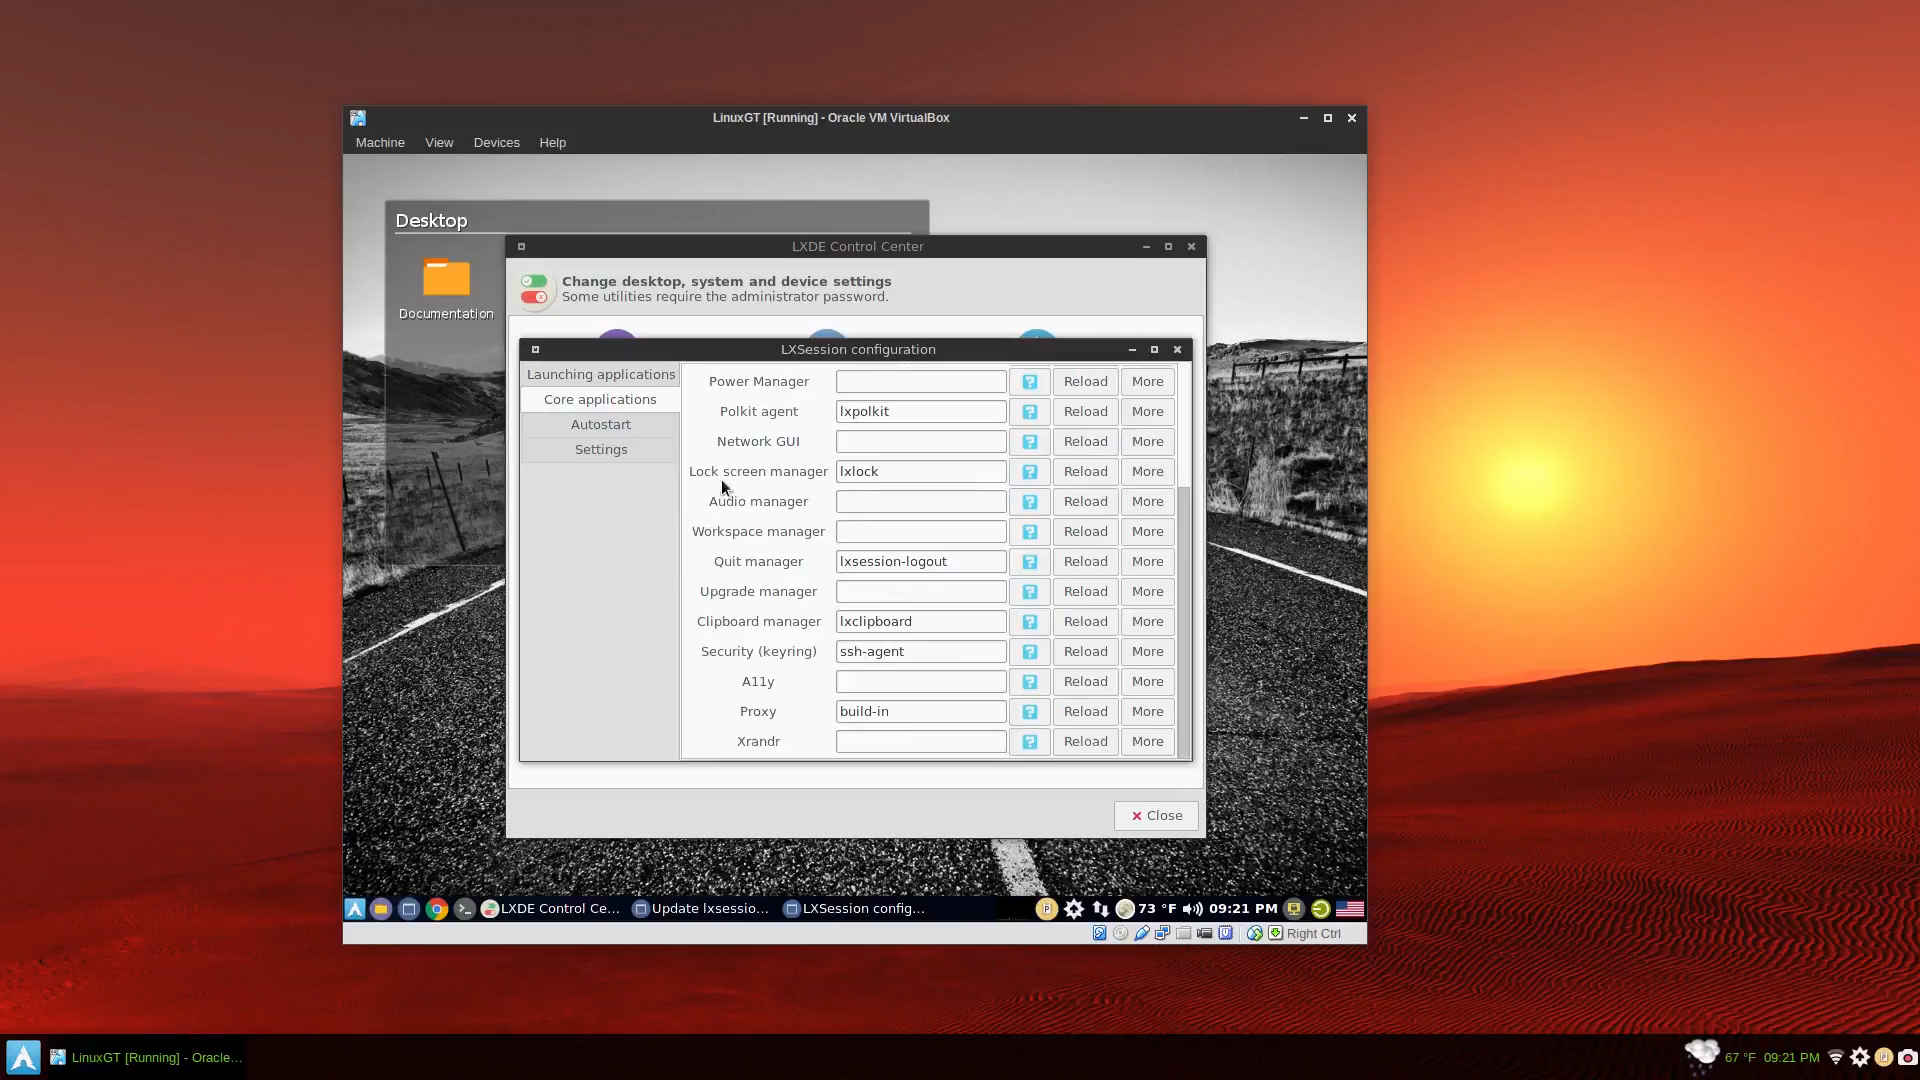 LinuxGT [Running] - Oracle VM VirtualBox
Machine View Devices Help
Desktop
Documentation
LXDE Control Center
Change desktop, system and device settings
Some utilities require the administrator password.
LXSession configuration
Launching applications
Core applications
Autostart
Settings
Power Manager ? Reload More
Polkit agent lxpolkit ? Reload More
Network GUI ? Reload More
Lock screen manager lxlock ? Reload More
Audio manager ? Reload More
Workspace manager ? Reload More
Quit manager lxsession-logout ? Reload More
Upgrade manager ? Reload More
Clipboard manager lxclipboard ? Reload More
Security (keyring) ssh-agent ? Reload More
A11y ? Reload More
Proxy build-in ? Reload More
Xrandr ? Reload More
Close
LXDE Control Ce... Update lxsessio... LXSession config... 73 °F 09:21 PM
Right Ctrl
LinuxGT [Running] - Oracle... 67 °F 09:21 PM